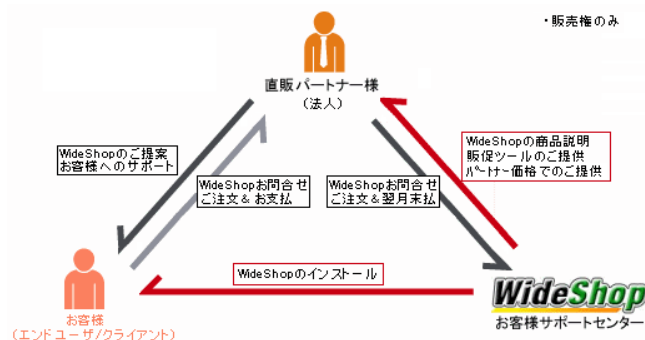 ・販売権のみ
直販パートナー様
(法人)
WideShopのご提案
お客様へのサポート
WideShopお問合せ
ご注文＆お支払
WideShopお問合せ
ご注文＆翌月末払
WideShopの商品説明
販促ツールのご提供
パートナー価格でのご提供
WideShopのインストール
お客様
(エンドユーザ/クライアント)
WideShop
お客様サポートセンター